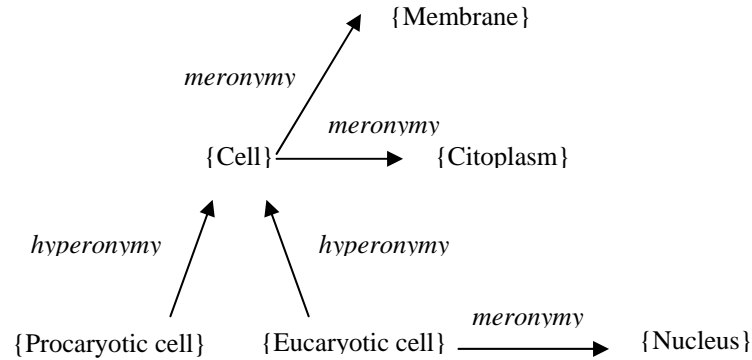 {Membrane}
meronymy
meronymy
{Cell} {Citoplasm}
hyperonymy hyperonymy
meronymy
{Procaryotic cell} {Eucaryotic cell} {Nucleus}